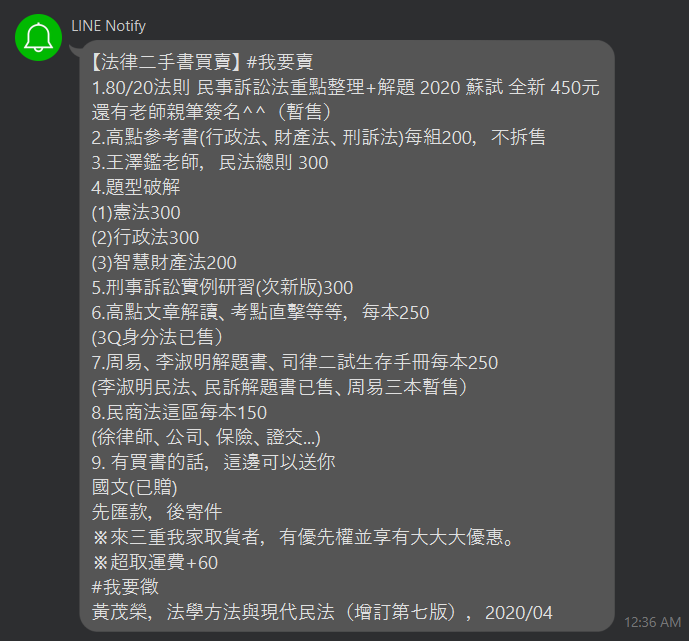 LINE Notify
【法律二手書買賣】#我要賣
1.80/20法則 民事訴訟法重點整理+解題 2020 蘇試 全新 450元
還有老師親筆簽名^^（暫售）
2.高點參考書(行政法、財產法、刑訴法)每組200，不拆售
3.王澤鑑老師，民法總則 300
4.題型破解
(1)憲法300
(2)行政法300
(3)智慧財產法200
5.刑事訴訟實例研習(次新版)300
6.高點文章解讀、考點直擊等等，每本250
(3Q身分法已售）
7.周易、李淑明解題書、司律二試生存手冊每本250
(李淑明民法、民訴解題書已售、周易三本暫售）
8.民商法這區每本150
(徐律師、公司、保險、證交...)
9. 有買書的話，這邊可以送你
國文(已贈)
先匯款，後寄件
※來三重我家取貨者，有優先權並享有大大大優惠。
※超取運費+60
#我要徵
黃茂榮，法學方法與現代民法（增訂第七版），2020/04
12:36 AM